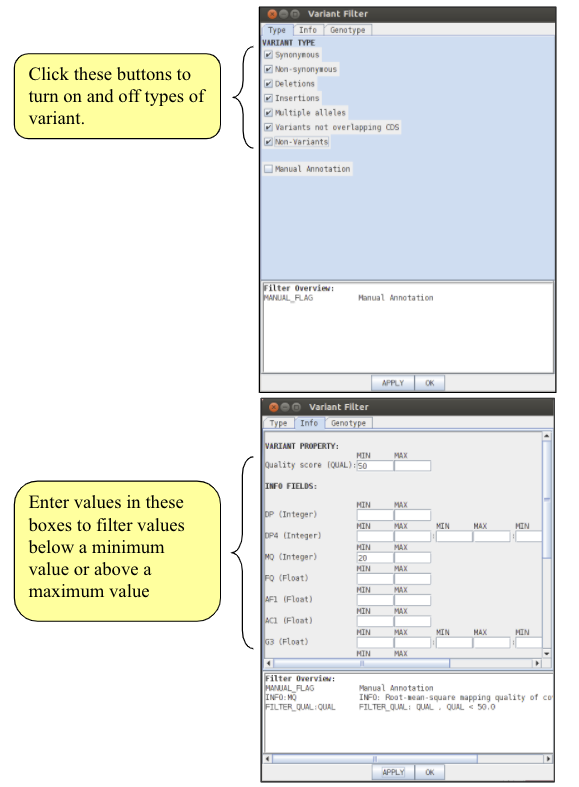 Variant Filter
Type Info Genotype
VARIANT TYPE
Synonymous
Non-synonymous
Deletions
Insertions
Multiple alleles
Variants not overlapping CDS
Non-Variants
Manual Annotation
Click these buttons to
turn on and off types of
variant.
Filter Overview:
MANUAL_FLAG Manual Annotation
APPLY OK
Variant Filter
Type Info Genotype
VARIANT PROPERTY:
MIN MAX
Quality score (QUAL): 50
INFO FIELDS:
MIN MAX
DP (Integer)
MIN MAX MIN MAX MIN
DP4 (Integer) : :
MIN MAX
MQ (Integer) 20
MIN MAX
FQ (Float)
MIN MAX
AF1 (Float)
MIN MAX
AC1 (Float)
MIN MAX MIN MAX MIN
G3 (Float) : :
MIN MAX
Enter values in these
boxes to filter values
below a minimum
value or above a
maximum value
Filter Overview:
MANUAL_FLAG Manual Annotation
INFO:MQ INFO: Root-mean-square mapping quality of co
FILTER_QUAL:QUAL FILTER_QUAL: QUAL . QUAL < 50.0
APPLY OK